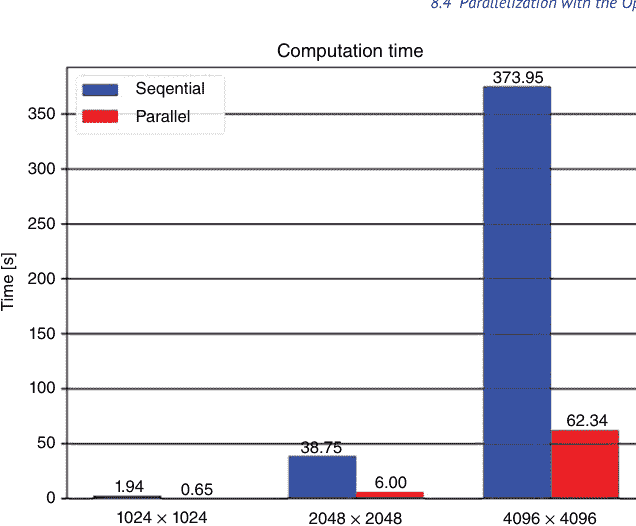 8.4 Parallelization with the Op
Computation time
Seqential
Parallel
373.95
350
300
250
200
150
100
50
0
Time [s]
1.94
0.65
38.75
6.00
62.34
1024 × 1024
2048 × 2048
4096 × 4096